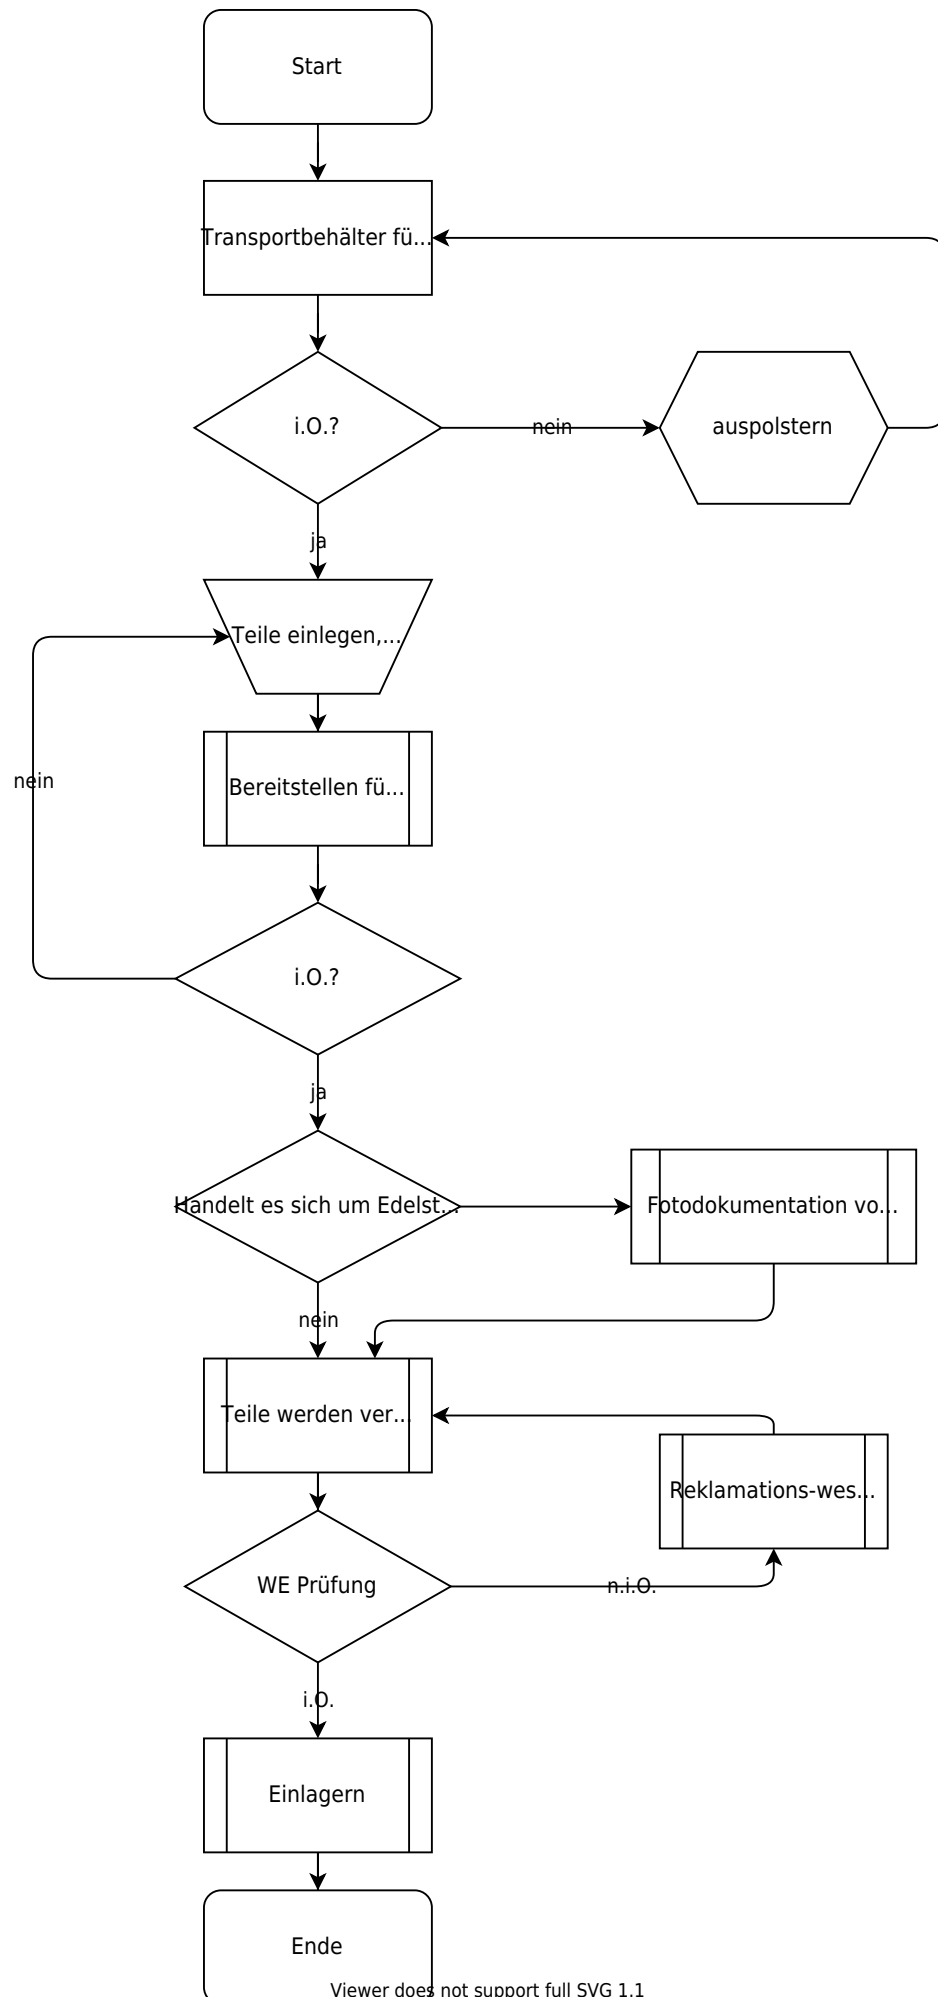 Start
Transportbehälter fü...
i.O.?
nein
auspolstern
ja
Teile einlegen,...
nein
Bereitstellen fü...
i.O.?
ja
Handelt es sich um Edelst...
Fotodokumentation vo...
nein
Teile werden ver...
Reklamations-wes...
WE Prüfung
n.i.O.
i.O.
Einlagern
Ende
Viewer does not support full SVG 1.1